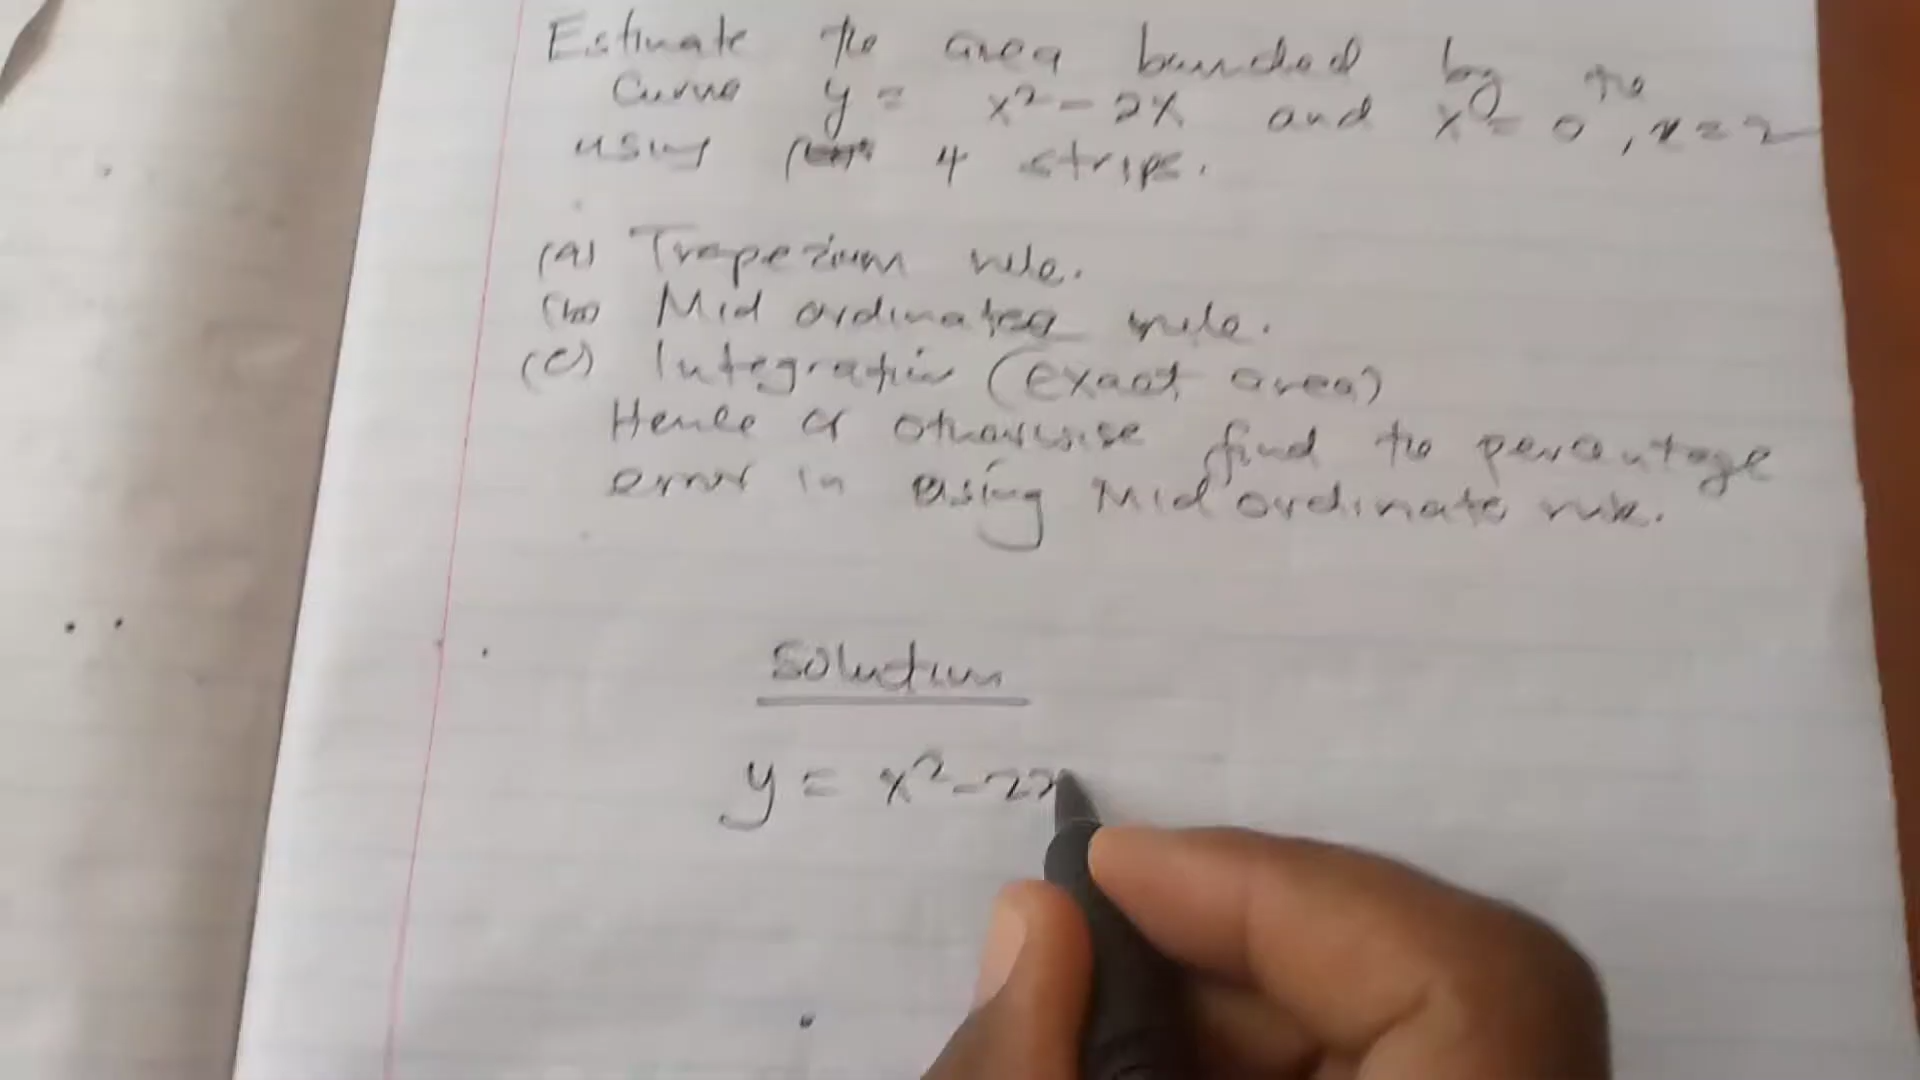 Estimate the area bounded by the
Curve y = x² - 2x and x = 0, x = 2
using 4 strips.
(a) Trapezium rule.
(b) Mid ordinates rule.
(c) Integration (exact area)
Hence or otherwise find the percentage
error in using Mid ordinate rule.
Solution
y = x² - 2x